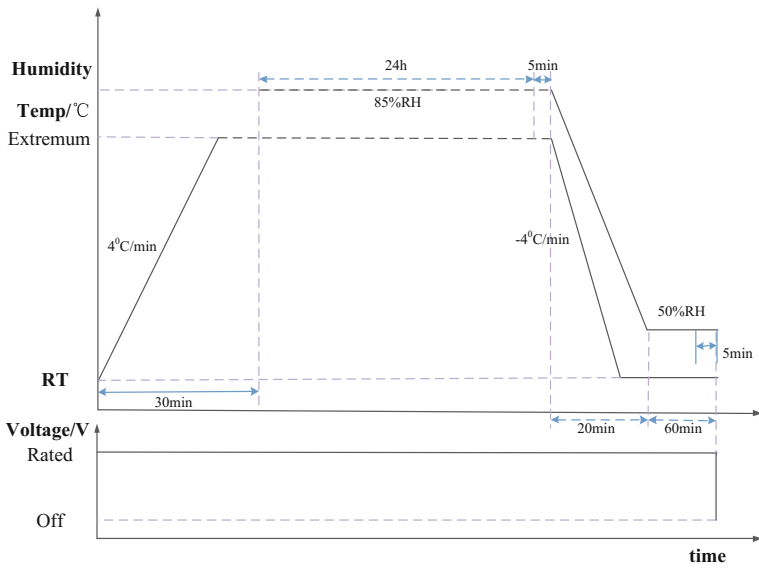 24h
5min
Humidity
85%RH
Temp/℃
Extremum
4⁰C/min
-4⁰C/min
50%RH
5min
RT
30min
20min
60min
Voltage/V
Rated
Off
time